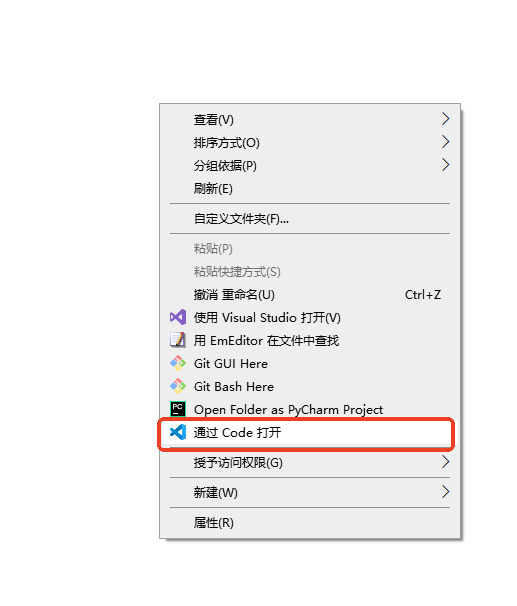 查看(V)
排序方式(O)
分组依据(P)
刷新(E)
自定义文件夹(F)...
粘贴(P)
粘贴快捷方式(S)
撤消 重命名(U) Ctrl+Z
使用 Visual Studio 打开(V)
用 EmEditor 在文件中查找
Git GUI Here
Git Bash Here
PC Open Folder as PyCharm Project
通过 Code 打开
授予访问权限(G)
新建(W)
属性(R)